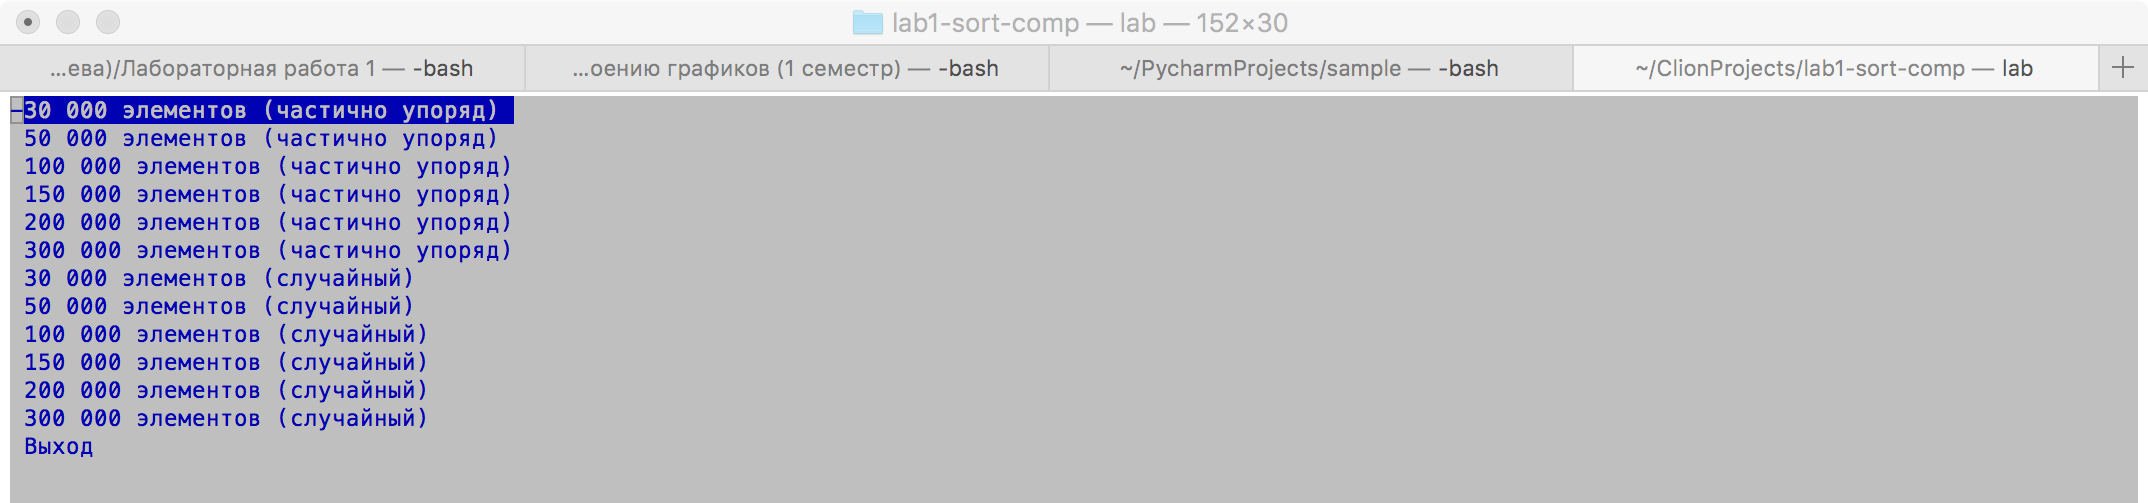 lab1-sort-comp — lab — 152×30
...ева)/Лабораторная работа 1 — -bash
...оению графиков (1 семестр) — -bash
~/PycharmProjects/sample — -bash
~/ClionProjects/lab1-sort-comp — lab
-30 000 элементов (частично упоряд)
50 000 элементов (частично упоряд)
100 000 элементов (частично упоряд)
150 000 элементов (частично упоряд)
200 000 элементов (частично упоряд)
300 000 элементов (частично упоряд)
30 000 элементов (случайный)
50 000 элементов (случайный)
100 000 элементов (случайный)
150 000 элементов (случайный)
200 000 элементов (случайный)
300 000 элементов (случайный)
Выход